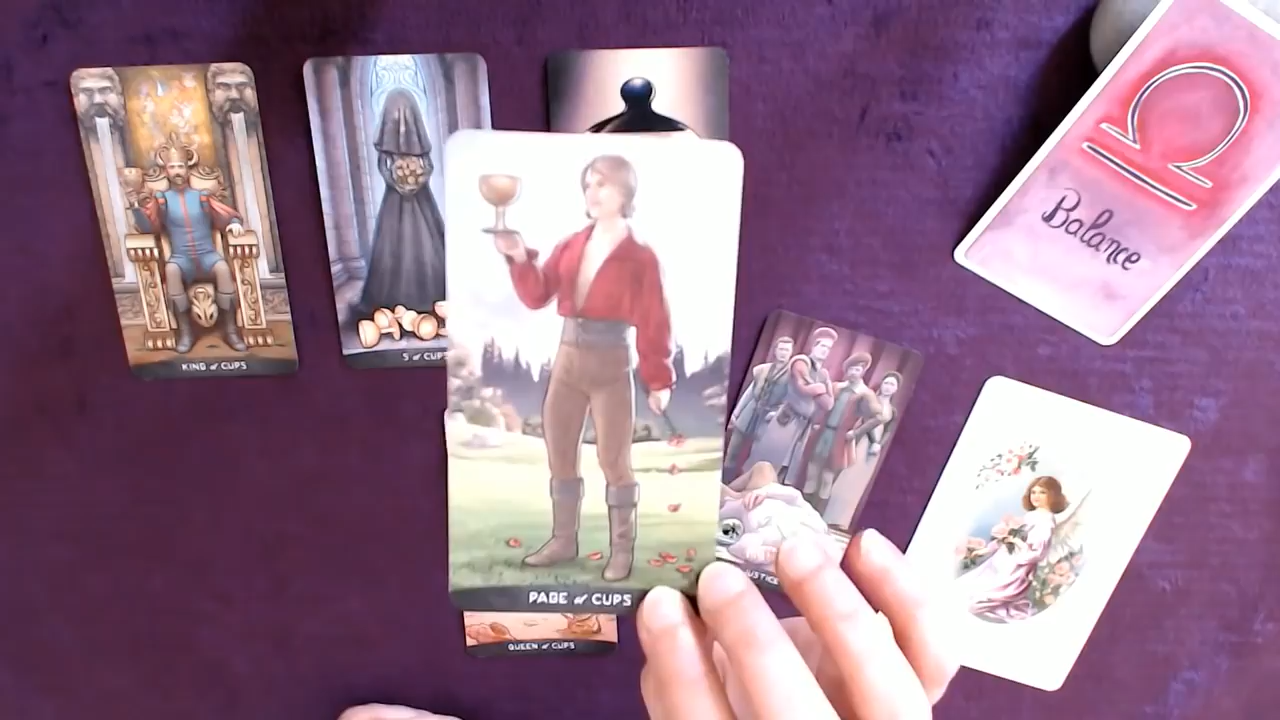 KING of CUPS
5 of CUPS
Balance
JUSTICE
PAGE of CUPS
QUEEN of CUPS